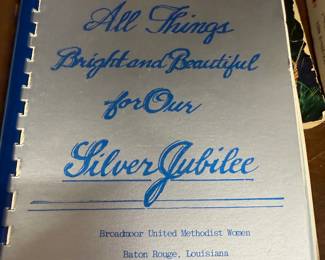 All Things
Bright and Beautiful
for Our
Silver Jubilee
Broadmoor United Methodist Women
Baton Rouge, Louisiana